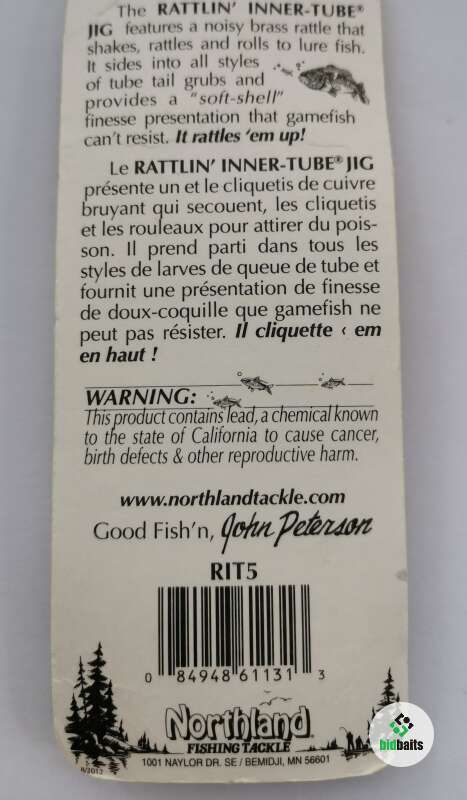 The RATTLIN' INNER-TUBE®
JIG features a noisy brass rattle that
shakes, rattles and rolls to lure fish.
It sides into all styles
of tube tail grubs and
provides a "soft-shell"
finesse presentation that gamefish
can't resist. It rattles 'em up!
Le RATTLIN' INNER-TUBE® JIG
présente un et le cliquetis de cuivre
bruyant qui secouent, les cliquetis
et les rouleaux pour attirer du pois-
son. Il prend parti dans tous les
styles de larves de queue de tube et
fournit une présentation de finesse
de doux-coquille que gamefish ne
peut pas résister. Il cliquette ‹ em
en haut !
WARNING:
This product contains lead, a chemical known
to the state of California to cause cancer,
birth defects & other reproductive harm.
www.northlandtackle.com
Good Fish'n, John Peterson
RIT5
0 84948 61131 3
Northland®
FISHING TACKLE
1001 NAYLOR DR. SE / BEMIDJI, MN 56601
8/2012
bidbaits